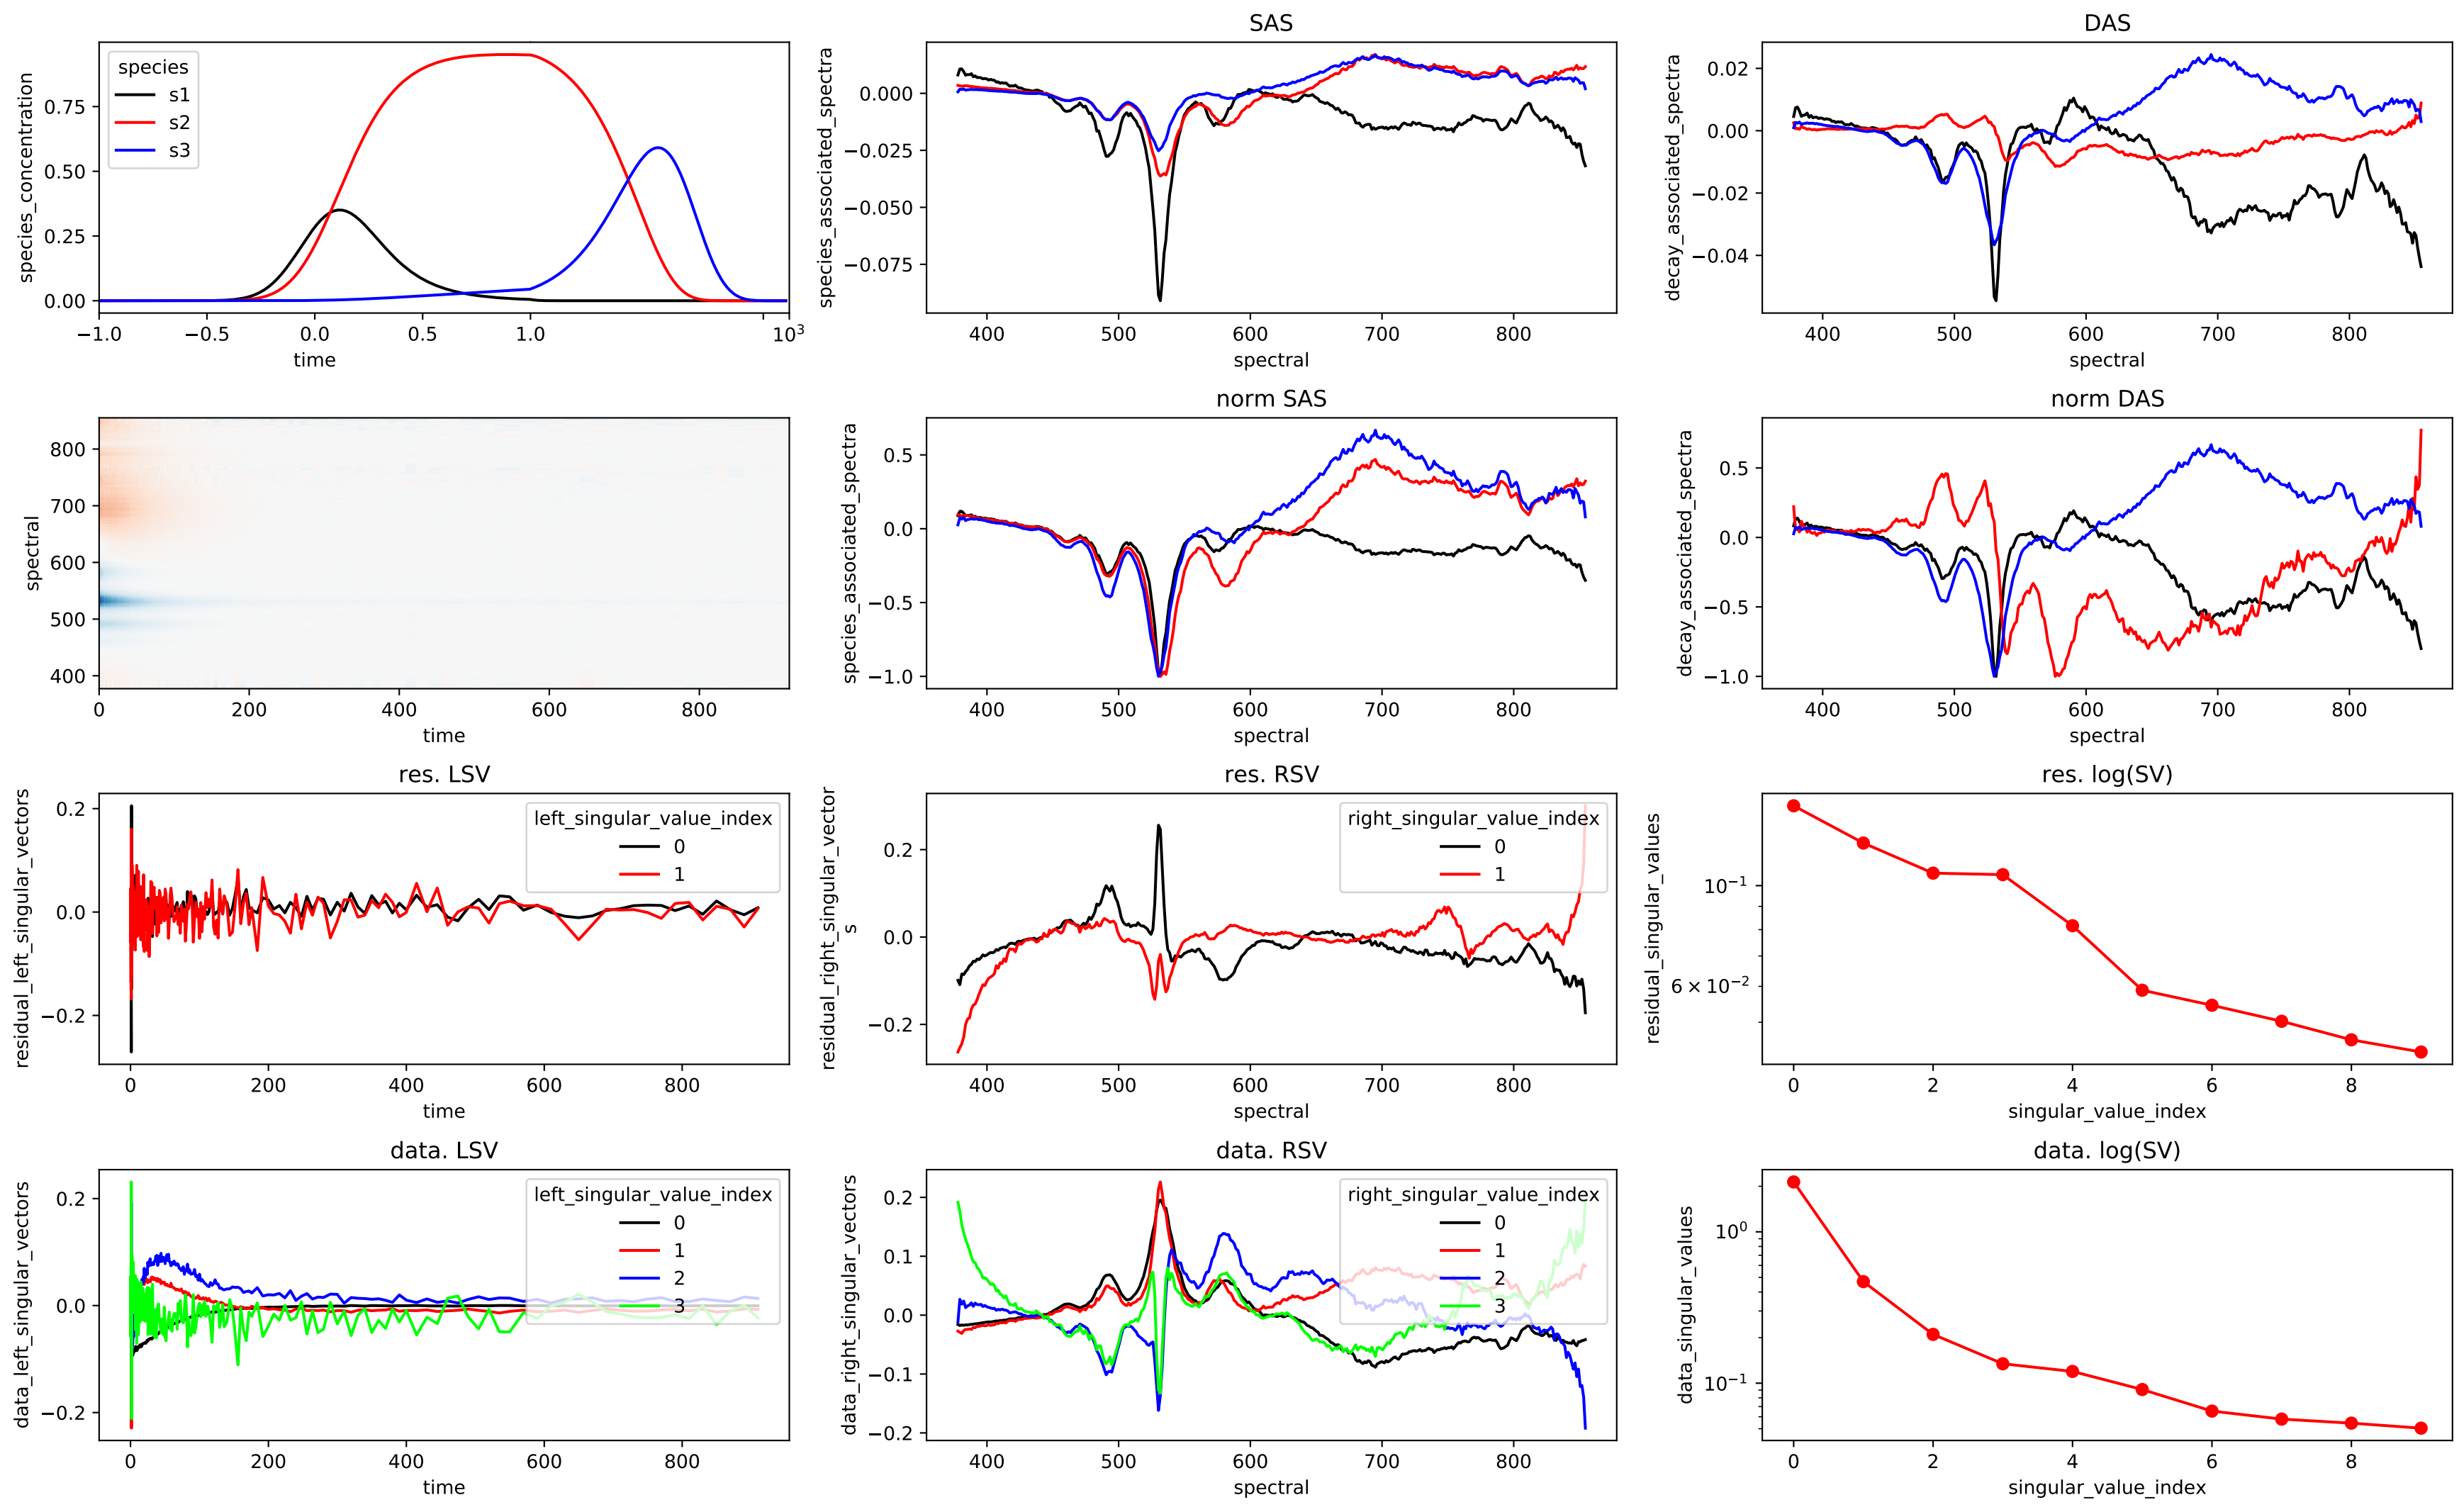 species_concentration
0.75
0.50
0.25
0.00
species
s1
s2
s3
−1.0 −0.5 0.0 0.5 1.0 10³
time
SAS
species_associated_spectra
0.000
−0.025
−0.050
−0.075
400 500 600 700 800
spectral
DAS
decay_associated_spectra
0.02
0.00
−0.02
−0.04
400 500 600 700 800
spectral
spectral
800
700
600
500
400
0 200 400 600 800
time
norm SAS
species_associated_spectra
0.5
0.0
−0.5
−1.0
400 500 600 700 800
spectral
norm DAS
decay_associated_spectra
0.5
0.0
−0.5
−1.0
400 500 600 700 800
spectral
res. LSV
residual_left_singular_vectors
0.2
0.0
−0.2
left_singular_value_index
0
1
0 200 400 600 800
time
res. RSV
residual_right_singular_vector
s
0.2
0.0
−0.2
right_singular_value_index
0
1
400 500 600 700 800
spectral
res. log(SV)
residual_singular_values
10⁻¹
6 × 10⁻²
0 2 4 6 8
singular_value_index
data. LSV
data_left_singular_vectors
0.2
0.0
−0.2
left_singular_value_index
0
1
2
3
0 200 400 600 800
time
data. RSV
data_right_singular_vectors
0.2
0.1
0.0
−0.1
−0.2
right_singular_value_index
0
1
2
3
400 500 600 700 800
spectral
data. log(SV)
data_singular_values
10⁰
10⁻¹
0 2 4 6 8
singular_value_index